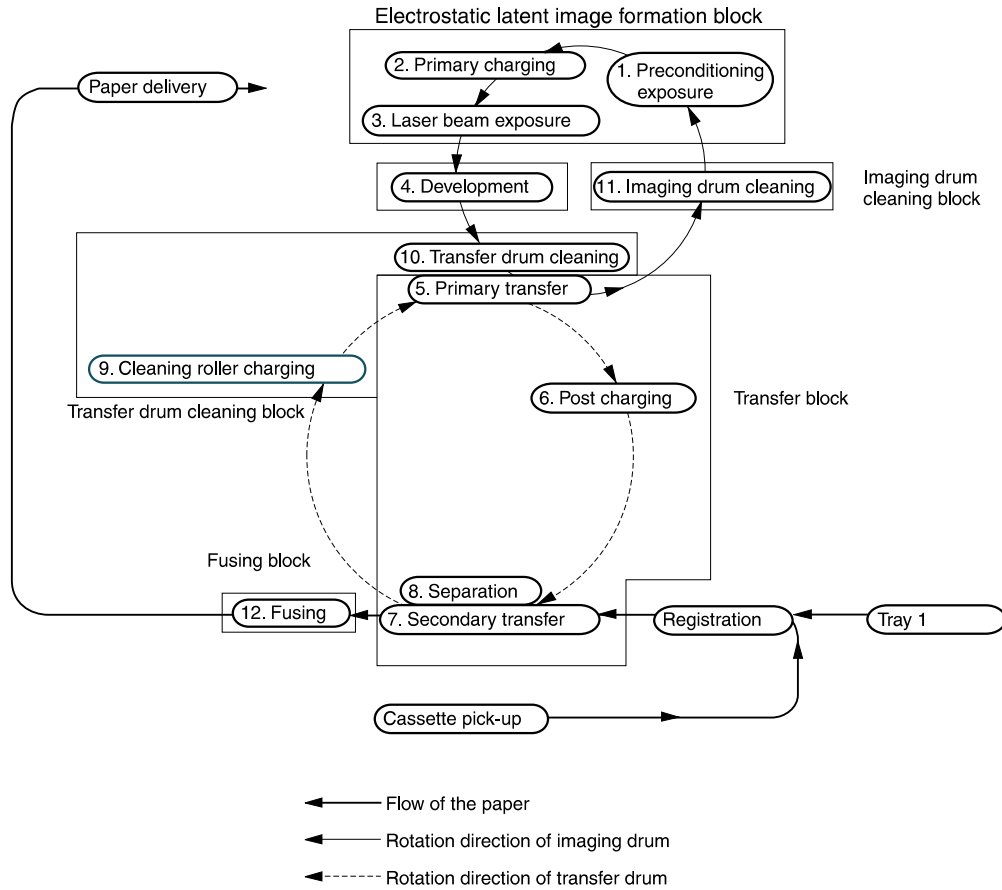 Electrostatic latent image formation block
2. Primary charging
1. Preconditioning
exposure
Paper delivery
3. Laser beam exposure
4. Development
11. Imaging drum cleaning
Imaging drum
cleaning block
10. Transfer drum cleaning
5. Primary transfer
9. Cleaning roller charging
6. Post charging
Transfer block
Transfer drum cleaning block
Fusing block
8. Separation
12. Fusing
7. Secondary transfer
Registration
Tray 1
Cassette pick-up
Flow of the paper
Rotation direction of imaging drum
Rotation direction of transfer drum